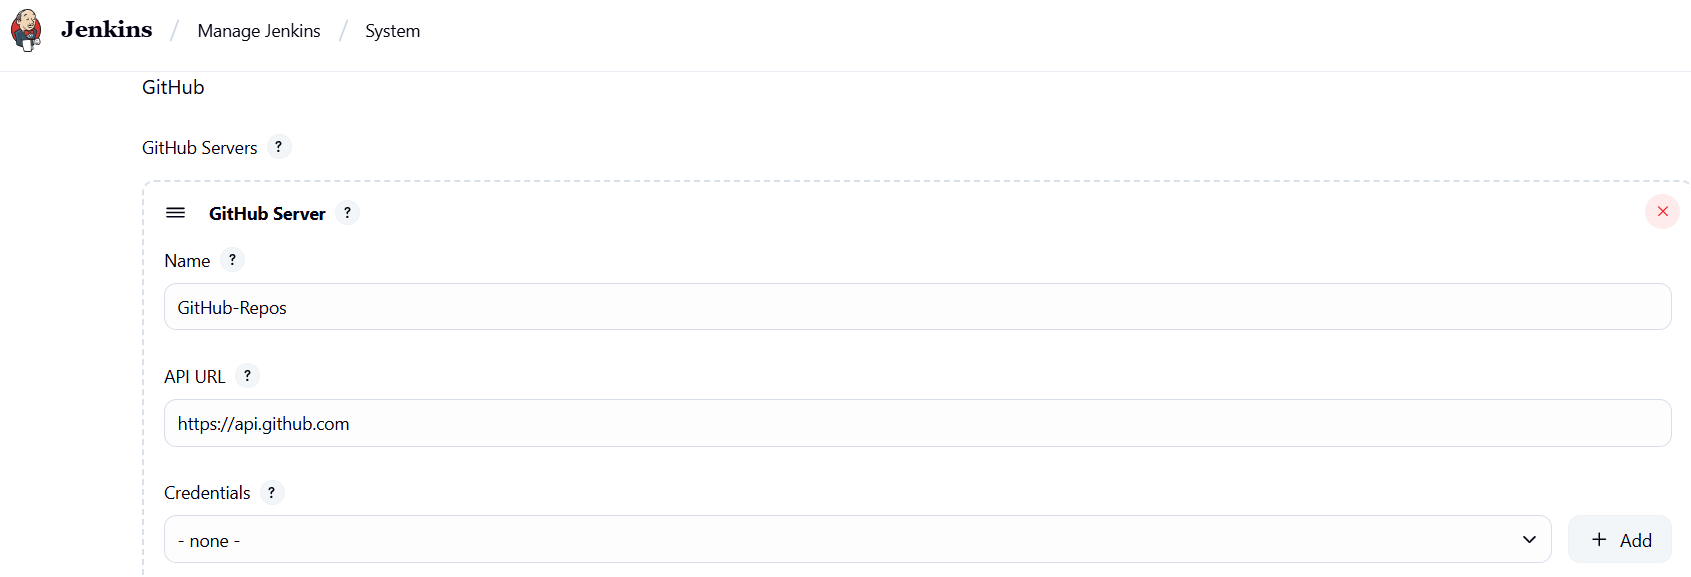 Jenkins / Manage Jenkins / System
GitHub
GitHub Servers ?
GitHub Server ?
Name ?
GitHub-Repos
API URL ?
https://api.github.com
Credentials ?
- none -
+ Add